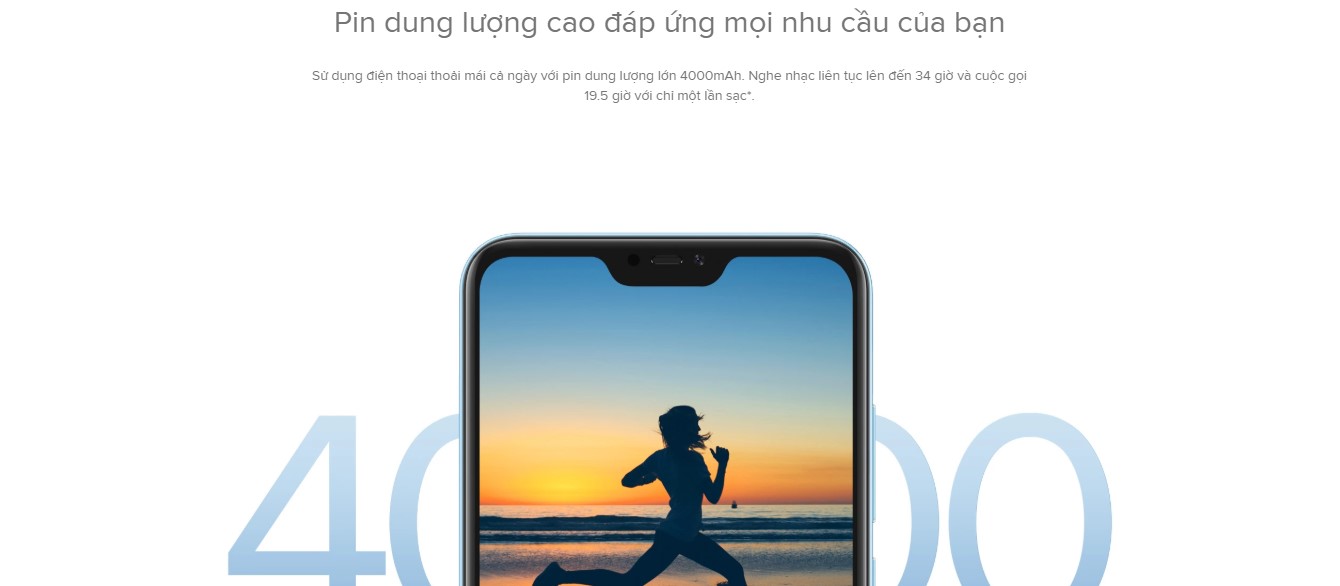 Pin dung lượng cao đáp ứng mọi nhu cầu của bạn
Sử dụng điện thoại thoải mái cả ngày với pin dung lượng lớn 4000mAh. Nghe nhạc liên tục lên đến 34 giờ và cuộc gọi
19.5 giờ với chỉ một lần sạc*.
4000